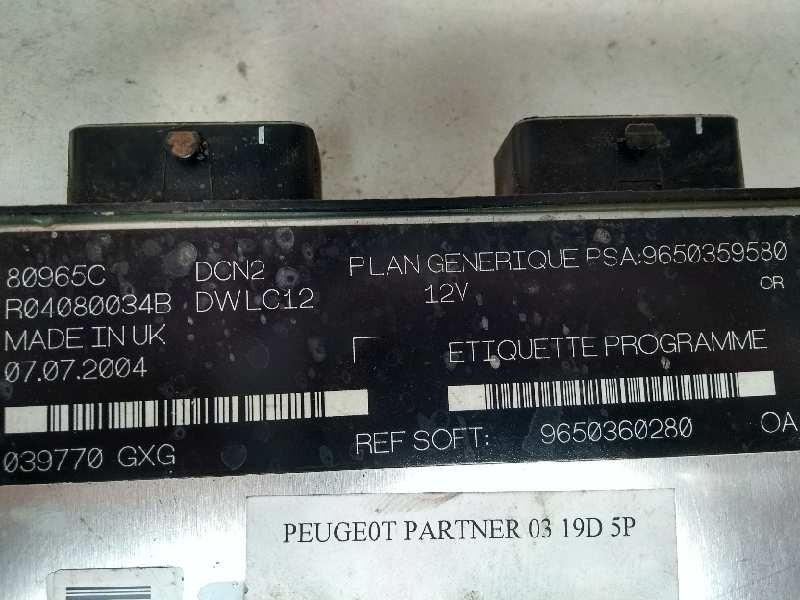 80965C DCN2 PLAN GENERIQUE PSA:9650359580
R04080034B DWLC12 12V CR
MADE IN UK
07.07.2004 ETIQUETTE PROGRAMME
039770 GXG REF SOFT: 9650360280 OA
PEUGE0T PARTNER 03 19D 5P